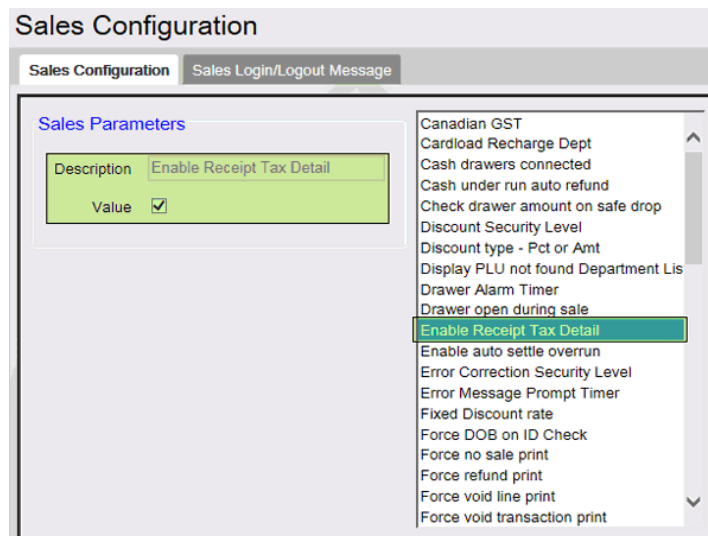 Sales Configuration
Sales Configuration
Sales Login/Logout Message
Sales Parameters
Description
Enable Receipt Tax Detail
Value
Canadian GST
Cardload Recharge Dept
Cash drawers connected
Cash under run auto refund
Check drawer amount on safe drop
Discount Security Level
Discount type - Pct or Amt
Display PLU not found Department Lis
Drawer Alarm Timer
Drawer open during sale
Enable Receipt Tax Detail
Enable auto settle overrun
Error Correction Security Level
Error Message Prompt Timer
Fixed Discount rate
Force DOB on ID Check
Force no sale print
Force refund print
Force void line print
Force void transaction print